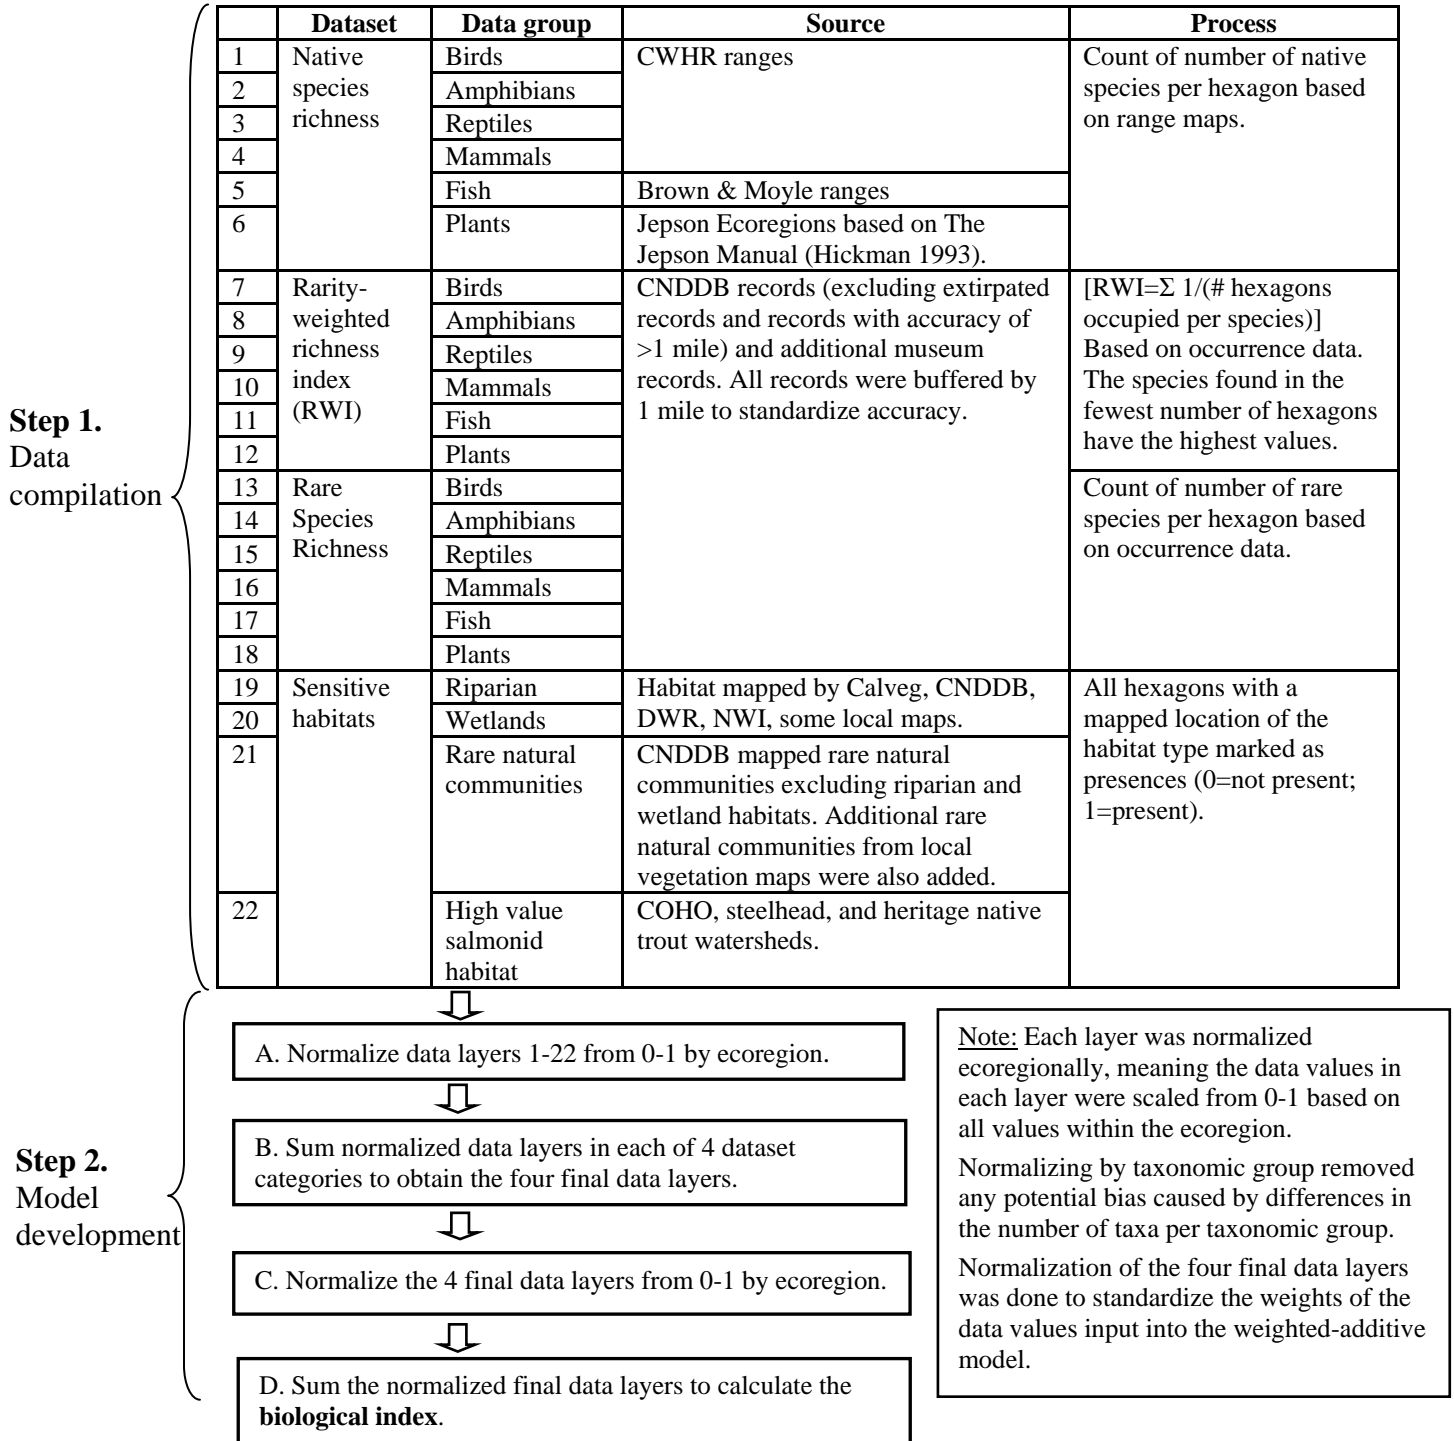 Dataset Data group Source Process
1 Native Birds CWHR ranges Count of number of native
2 species Amphibians species per hexagon based
3 richness Reptiles on range maps.
4 Mammals
5 Fish Brown & Moyle ranges
6 Plants Jepson Ecoregions based on The
Jepson Manual (Hickman 1993).
7 Rarity- Birds CNDDB records (excluding extirpated [RWI=Σ 1/(# hexagons
8 weighted Amphibians records and records with accuracy of occupied per species)]
9 richness Reptiles >1 mile) and additional museum Based on occurrence data.
10 index Mammals records. All records were buffered by The species found in the
11 (RWI) Fish 1 mile to standardize accuracy. fewest number of hexagons
12 Plants have the highest values.
13 Rare Birds Count of number of rare
14 Species Amphibians species per hexagon based
15 Richness Reptiles on occurrence data.
16 Mammals
17 Fish
18 Plants
19 Sensitive Riparian Habitat mapped by Calveg, CNDDB, All hexagons with a
20 habitats Wetlands DWR, NWI, some local maps. mapped location of the
21 Rare natural CNDDB mapped rare natural habitat type marked as
communities communities excluding riparian and presences (0=not present;
wetland habitats. Additional rare 1=present).
natural communities from local
vegetation maps were also added.
22 High value COHO, steelhead, and heritage native
salmonid trout watersheds.
habitat
Step 1.
Data
compilation
Step 2.
Model
development
A. Normalize data layers 1-22 from 0-1 by ecoregion.
B. Sum normalized data layers in each of 4 dataset
categories to obtain the four final data layers.
C. Normalize the 4 final data layers from 0-1 by ecoregion.
D. Sum the normalized final data layers to calculate the
biological index.
Note: Each layer was normalized
ecoregionally, meaning the data values in
each layer were scaled from 0-1 based on
all values within the ecoregion.
Normalizing by taxonomic group removed
any potential bias caused by differences in
the number of taxa per taxonomic group.
Normalization of the four final data layers
was done to standardize the weights of the
data values input into the weighted-additive
model.